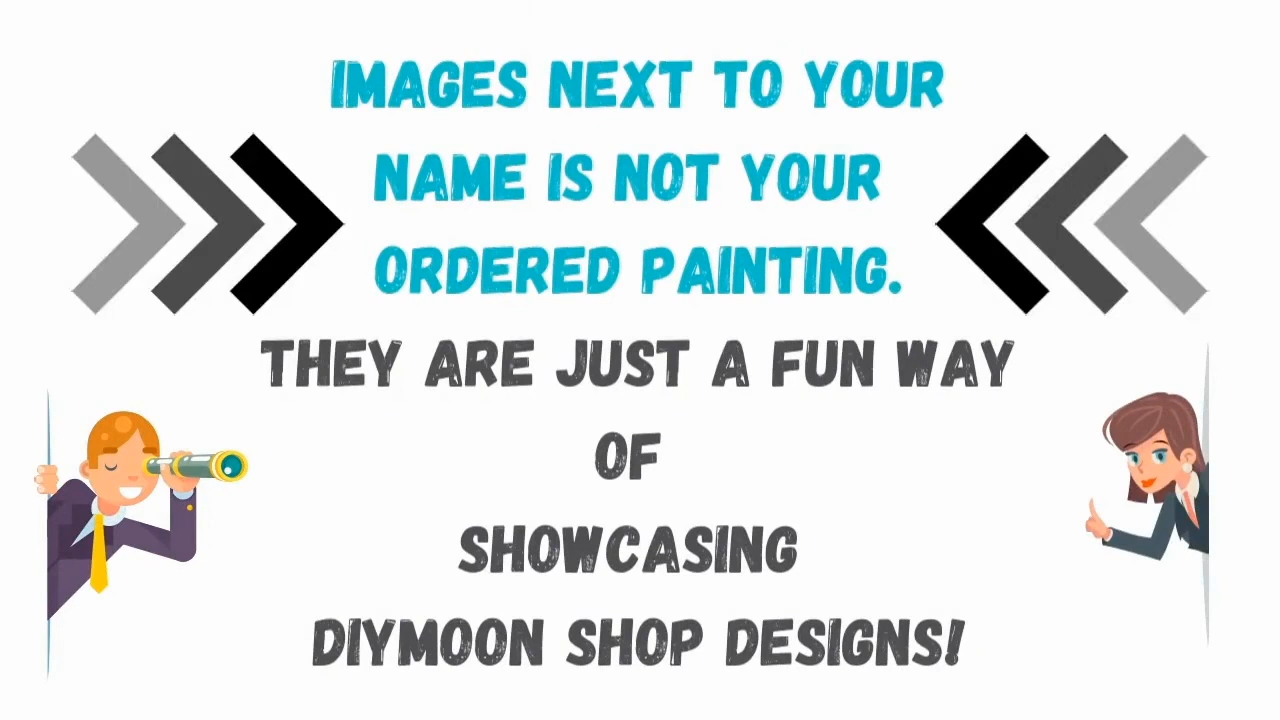 IMAGES NEXT TO YOUR
NAME IS NOT YOUR
ORDERED PAINTING.
THEY ARE JUST A FUN WAY
OF
SHOWCASING
DIYMOON SHOP DESIGNS!